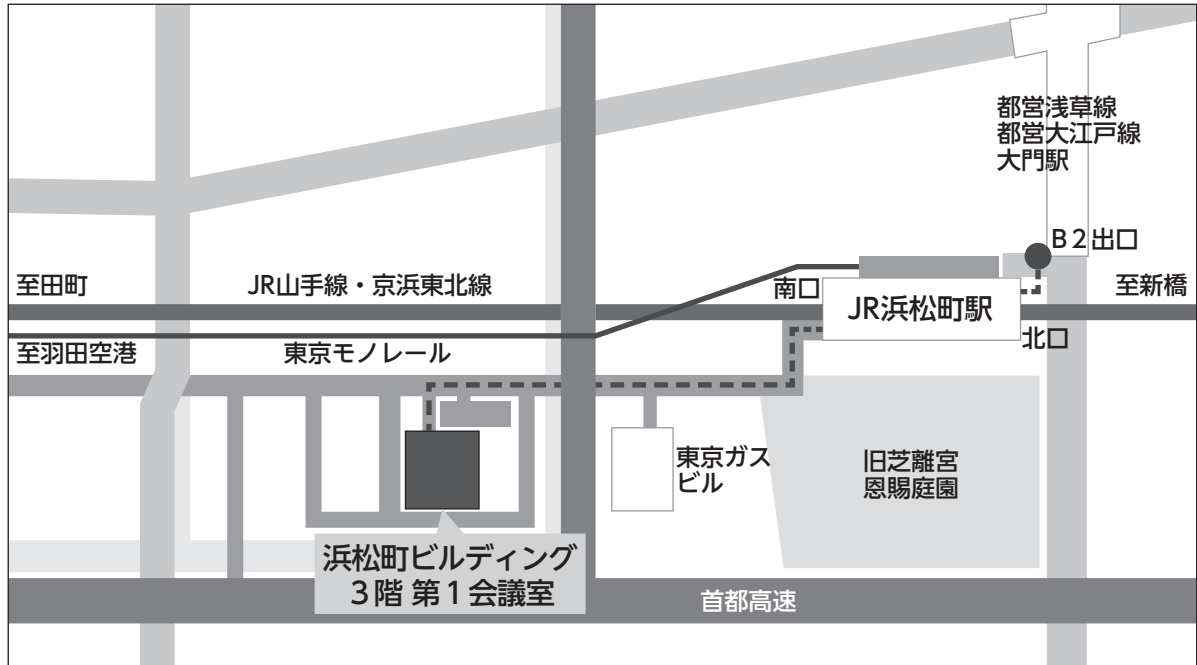 都営浅草線
都営大江戸線
大門駅
B2出口
至田町
JR山手線・京浜東北線
南口
JR浜松町駅
至新橋
北口
至羽田空港
東京モノレール
東京ガス
ビル
旧芝離宮
恩賜庭園
浜松町ビルディング
3階 第1会議室
首都高速